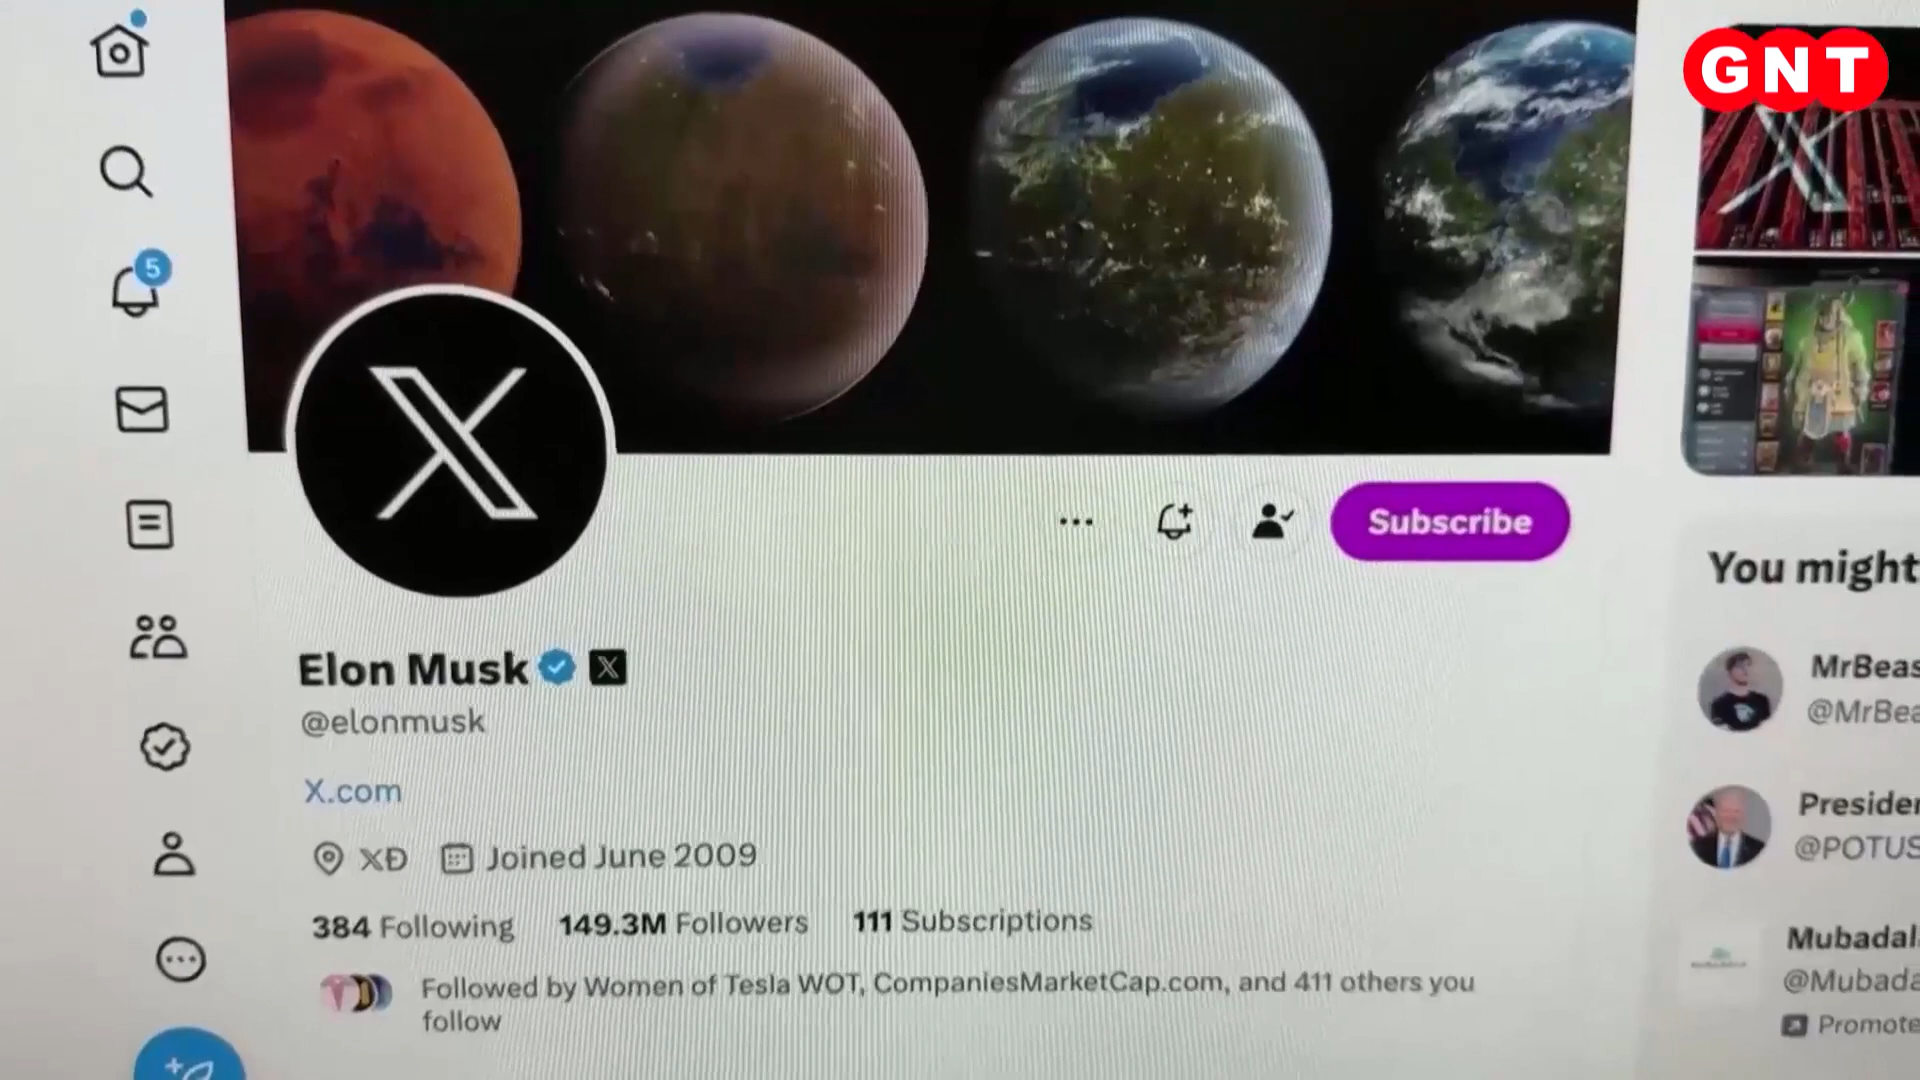 GNT
5
Subscribe
You might
Elon Musk
@elonmusk
X.com
XĐ Joined June 2009
384 Following 149.3M Followers 111 Subscriptions
Followed by Women of Tesla WOT, CompaniesMarketCap.com, and 411 others you
follow
MrBeas
@MrBea
Presider
@POTUS
Mubadal
@Mubada
Promote